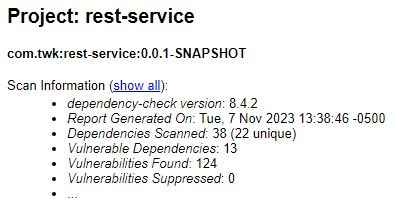 Project: rest-service
com.twk:rest-service:0.0.1-SNAPSHOT
Scan Information (show all):
• dependency-check version: 8.4.2
• Report Generated On: Tue, 7 Nov 2023 13:38:46 -0500
• Dependencies Scanned: 38 (22 unique)
• Vulnerable Dependencies: 13
• Vulnerabilities Found: 124
• Vulnerabilities Suppressed: 0
• ...